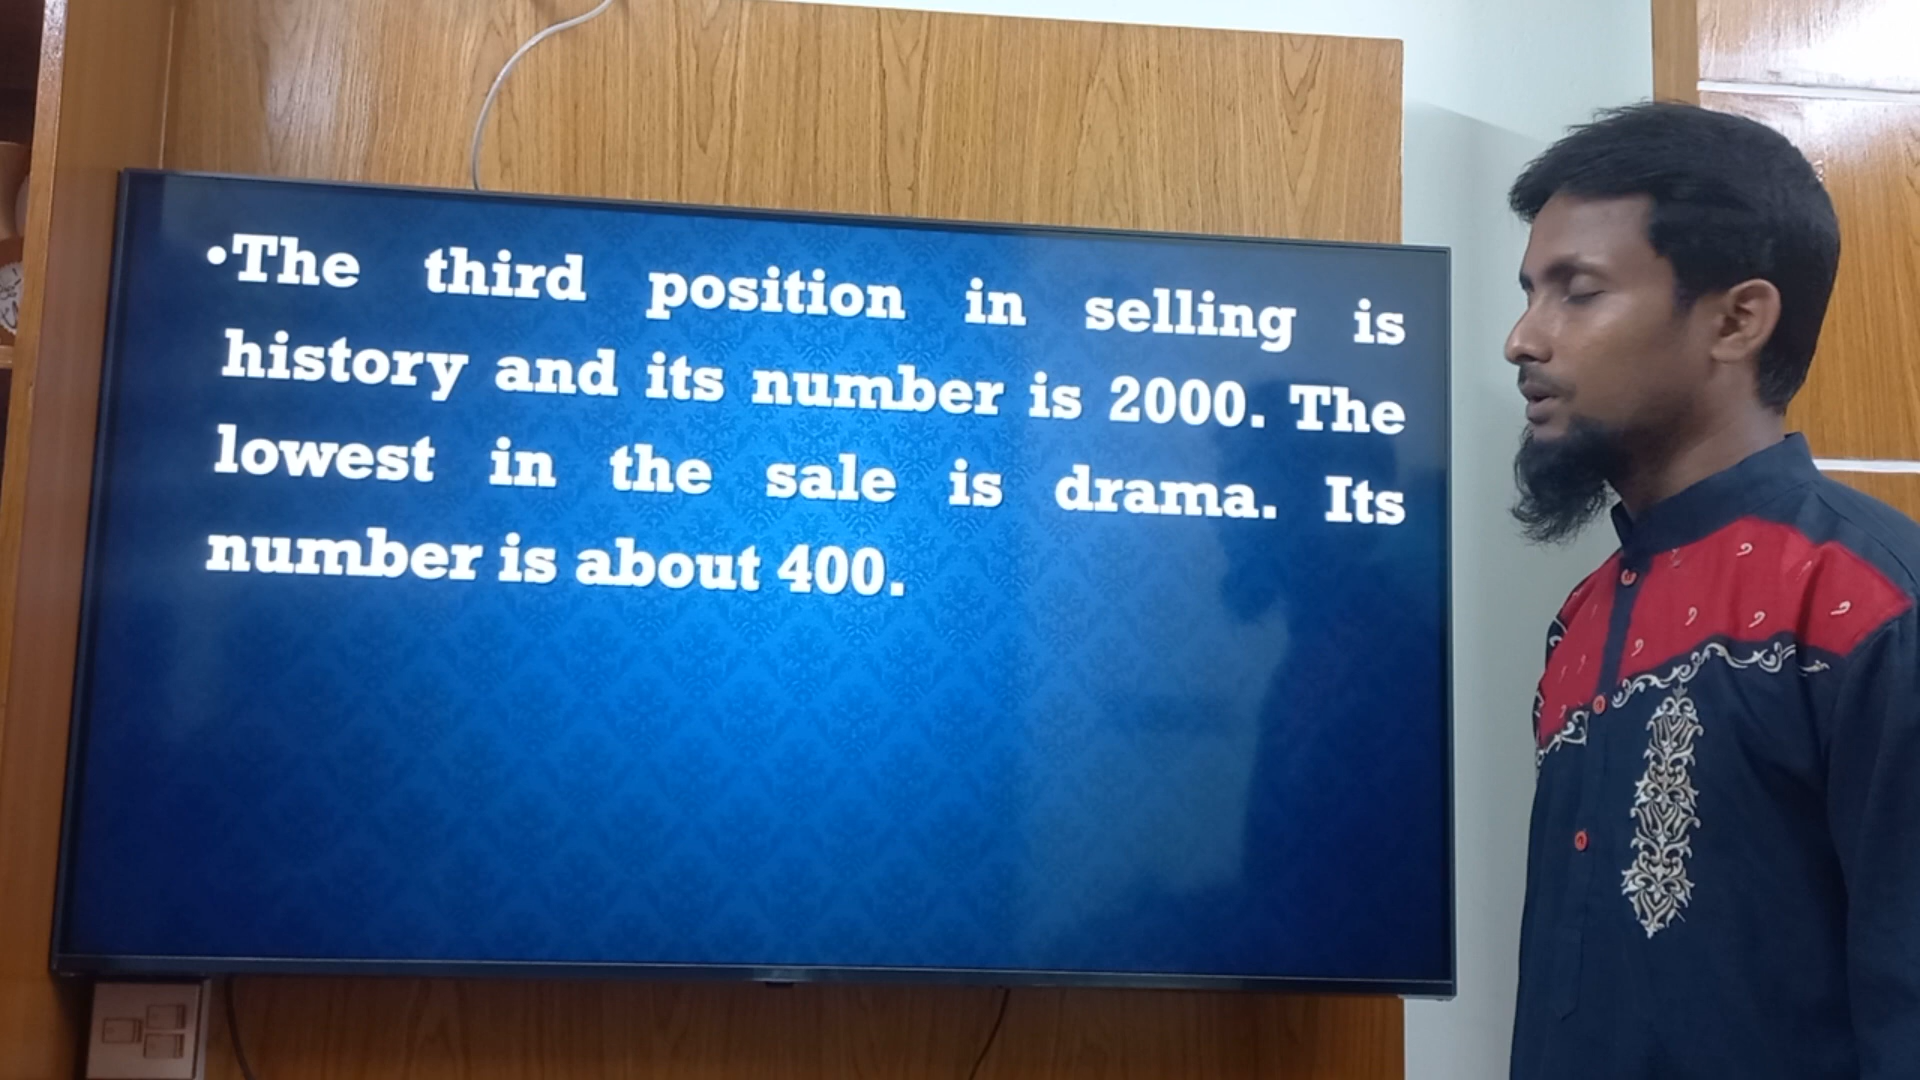 •The third position in selling is
history and its number is 2000. The
lowest in the sale is drama. Its
number is about 400.